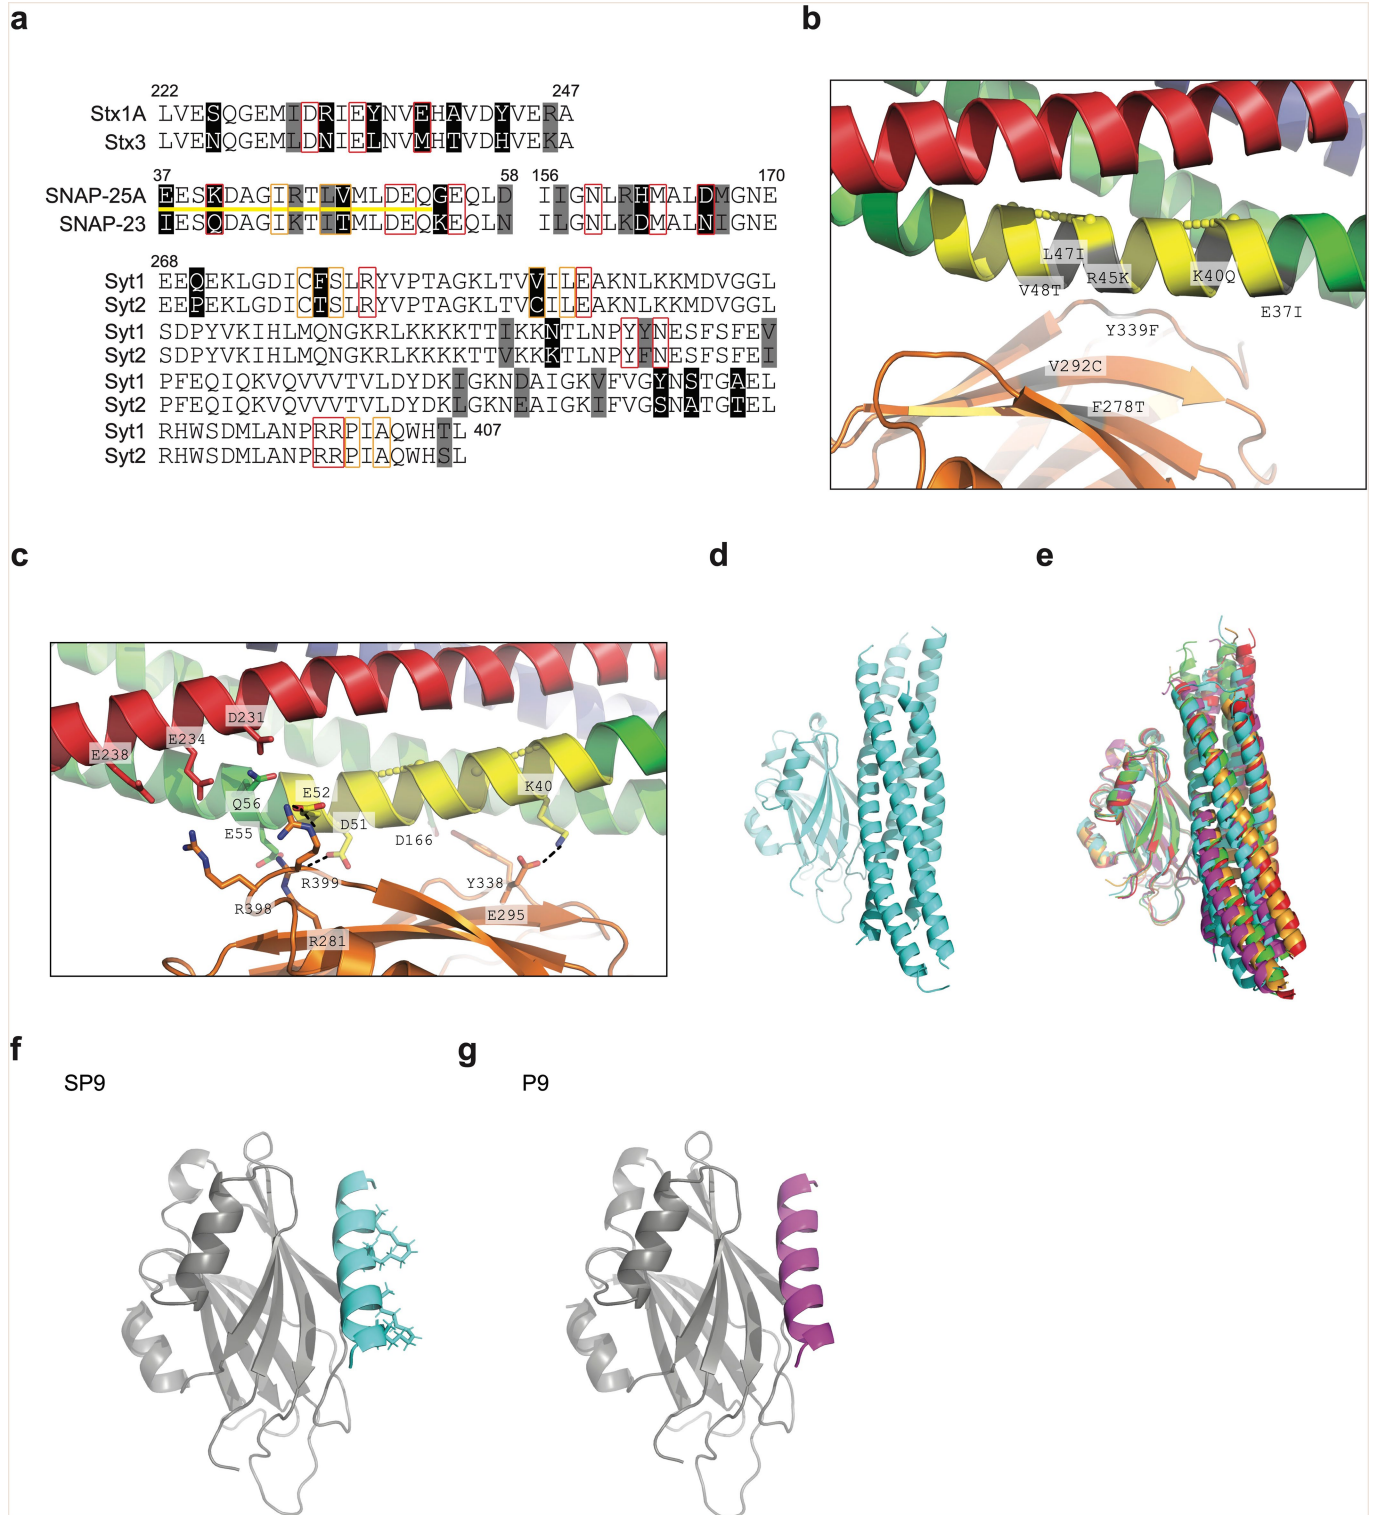 a
222 247
Stx1A LVESQGEMIDRIEYNVEHAVDYVERA
Stx3 LVENQGEMLDNIELNVMHTVDHVEKA
37 58 156 170
SNAP-25A EESKDAGIRTLVMLDEQGEQLD IIGNLRHMALDMGNE
SNAP-23 IESQDAGIKTITMLDEQKEQLN IIGNLKDMALNIGNE
268
Syt1 EEQEKLGDICFSLRYVPTAGKLTVVILEAKNLKKMDVGGL
Syt2 EEPEKLGDICTSLRYVPTAGKLTVCILEAKNLKKMDVGGL
Syt1 SDPYVKIHLMQNGKRLKKKKTTIKKNTLNPYYNESFSFEV
Syt2 SDPYVKIHLMQNGKRLKKKKTTVKKKTLNPYFNESFSFEI
Syt1 PFEQIQKVQVVVTVLDYDKIGKNDAIGKVFVGYNSTGAEL
Syt2 PFEQIQKVQVVVTVLDYDKLGKNEAIGKIFVGSNATGTEL
Syt1 RHWSDMLANPRRPIAQWHTL 407
Syt2 RHWSDMLANPRRPIAQWHSL
b
L47I
V48T
R45K
K40Q
E37I
Y339F
V292C
F278T
c
D231
E234
E238
E52
K40
Q56
D51
E55
D166
R399
Y338
R398
E295
R281
d
e
f
SP9
g
P9